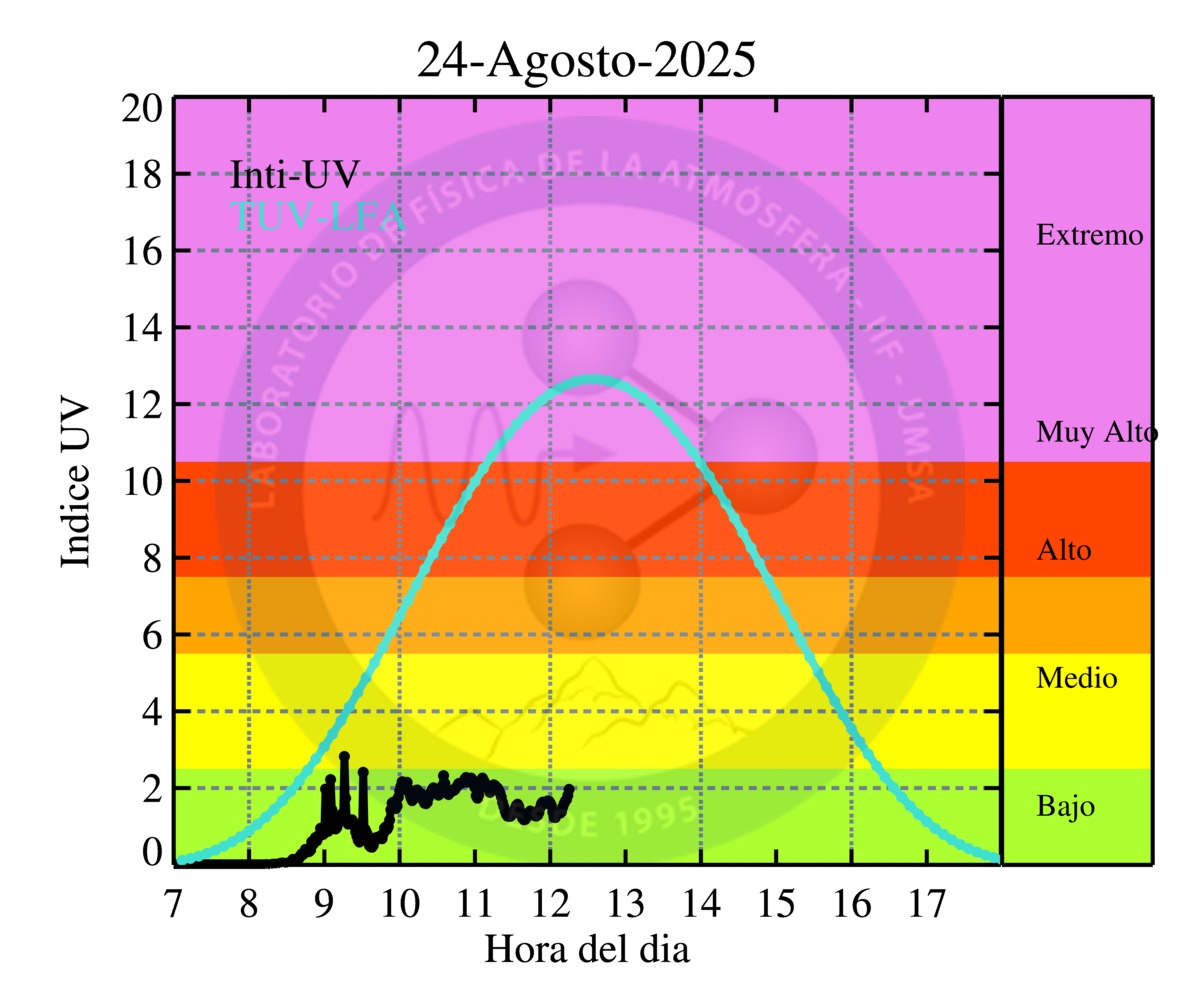 24-Agosto-2025
20
18
16
14
12
10
8
6
4
2
0
Indice UV
Inti-UV
TUV-LFA
LABORATORIO DE FÍSICA DE LA ATMÓSFERA - IIF - UMSA
DESDE 1995
Extremo
Muy Alto
Alto
Medio
Bajo
7 8 9 10 11 12 13 14 15 16 17
Hora del dia